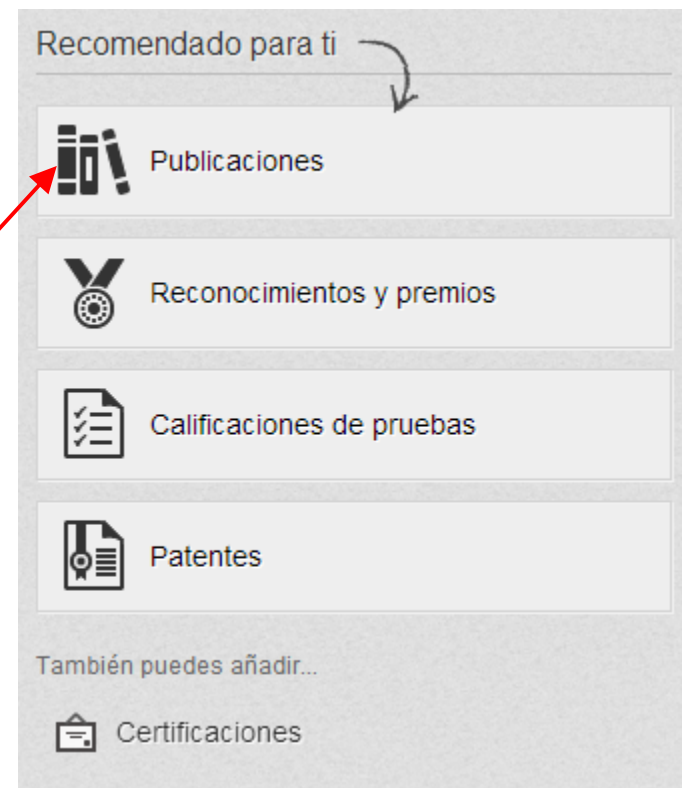 Recomendado para ti
Publicaciones
Reconocimientos y premios
Calificaciones de pruebas
Patentes
También puedes añadir...
Certificaciones